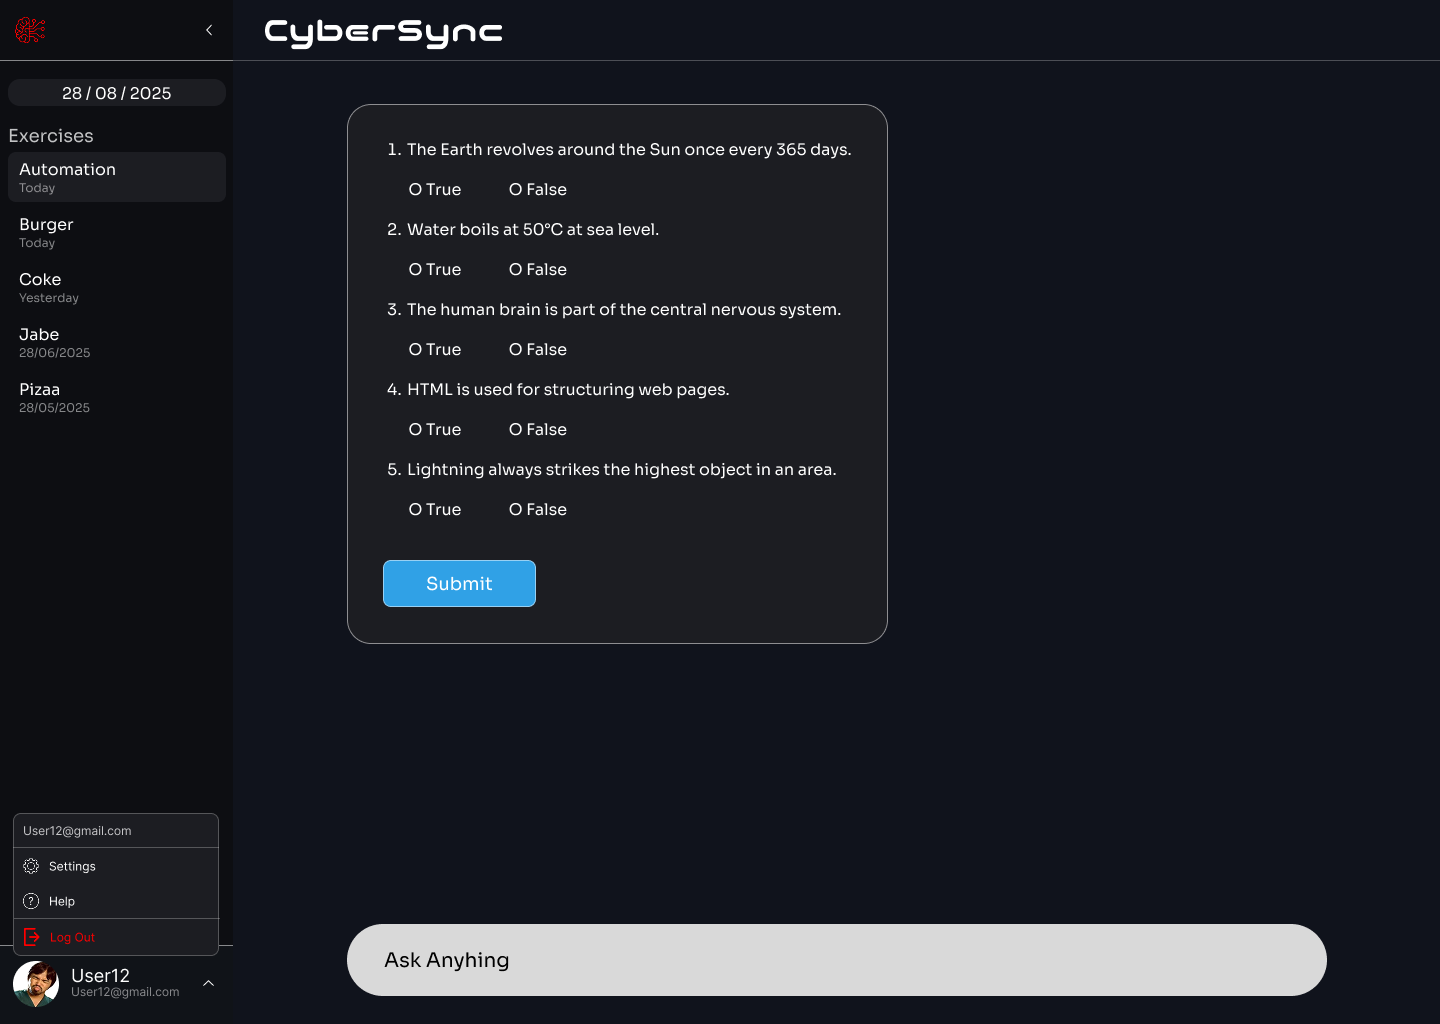 CyberSync
28 / 08 / 2025
Exercises
Automation
Today
Burger
Today
Coke
Yesterday
Jabe
28/06/2025
Pizaa
28/05/2025
User12@gmail.com
Settings
? Help
Log Out
User12
User12@gmail.com
1. The Earth revolves around the Sun once every 365 days.
O True O False
2. Water boils at 50°C at sea level.
O True O False
3. The human brain is part of the central nervous system.
O True O False
4. HTML is used for structuring web pages.
O True O False
5. Lightning always strikes the highest object in an area.
O True O False
Submit
Ask Anyhing